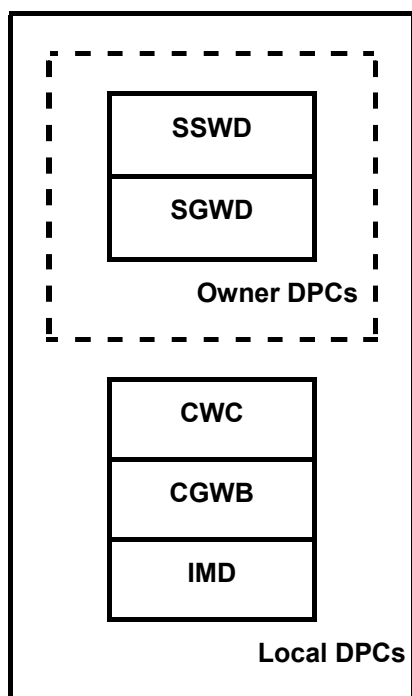 SSWD
SGWD
Owner DPCs
CWC
CGWB
IMD
Local DPCs